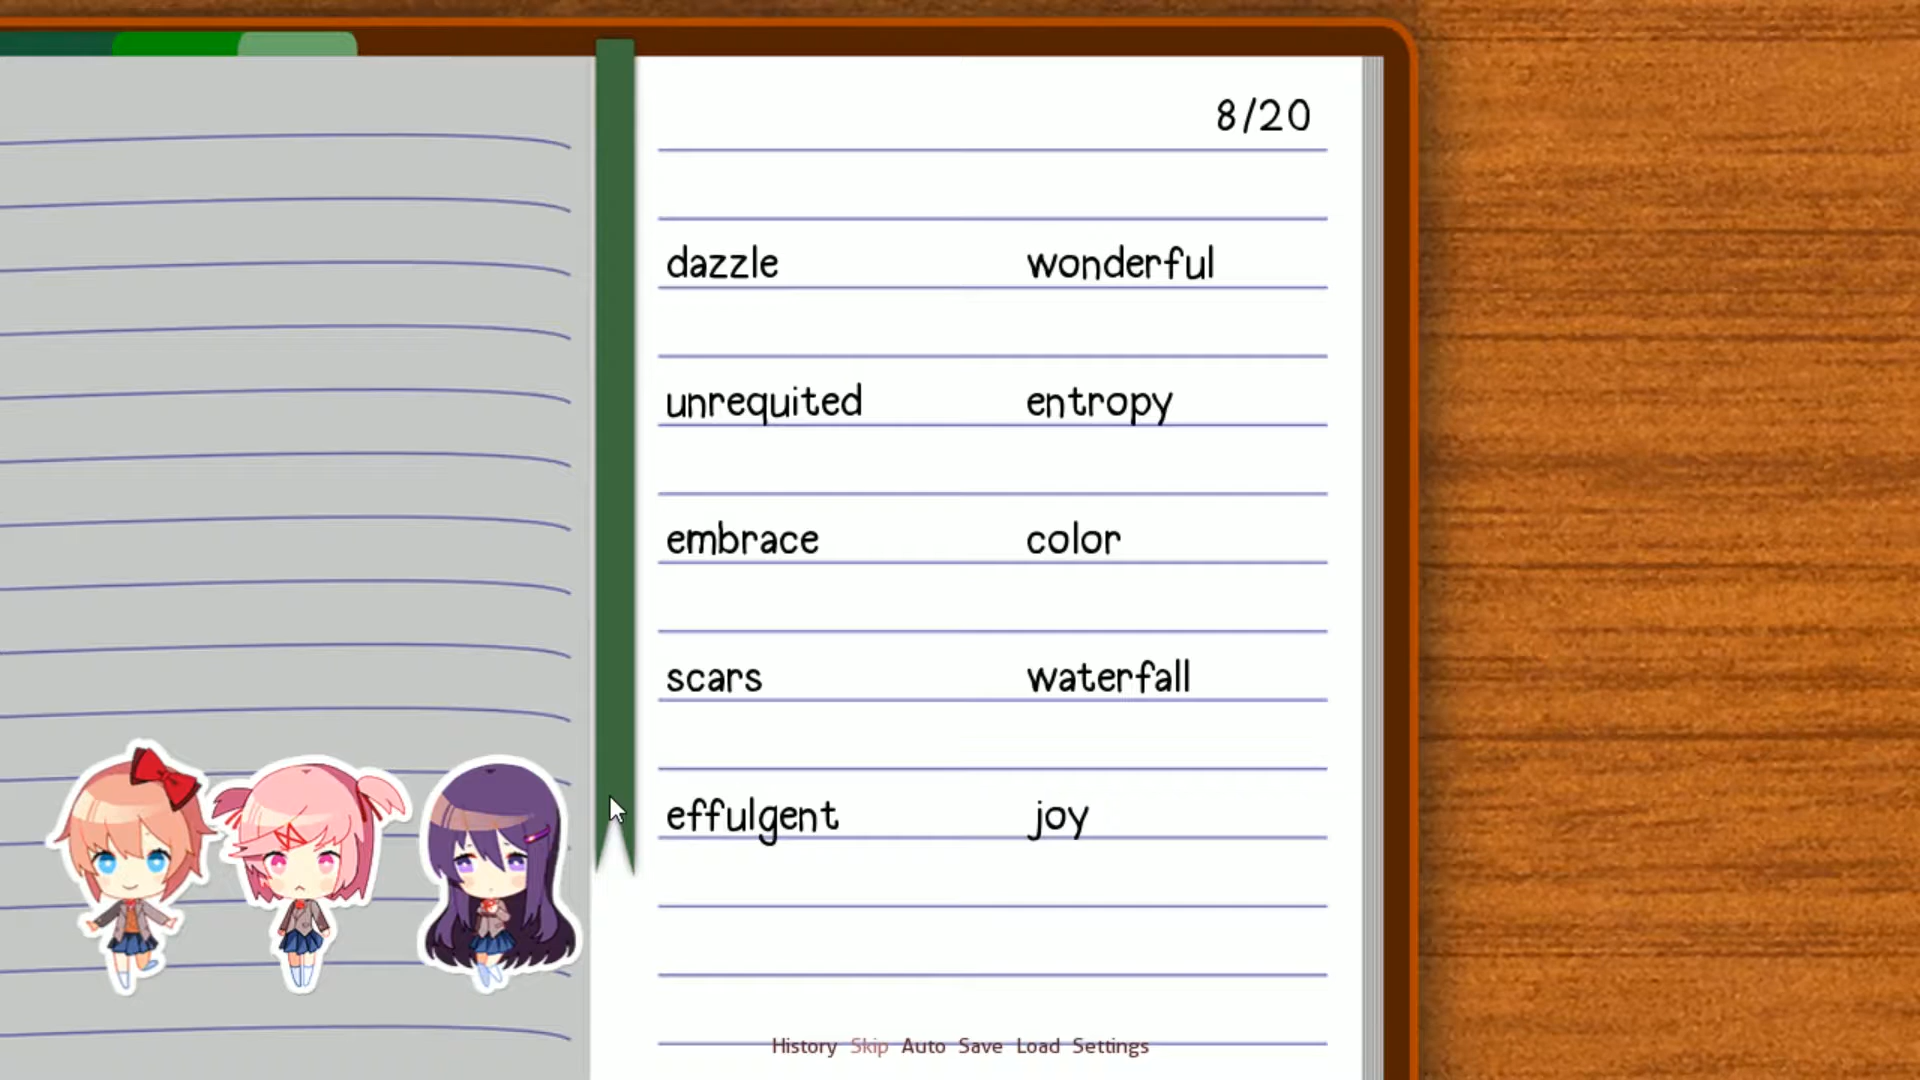 8/20
dazzle wonderful
unrequited entropy
embrace color
scars waterfall
effulgent joy
History Skip Auto Save Load Settings